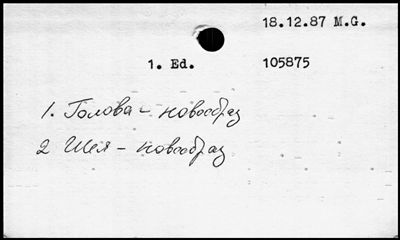 18.12.87 M.G.
1. Ed. 105875
1. Голова – новообраз
2 Шея – новообраз